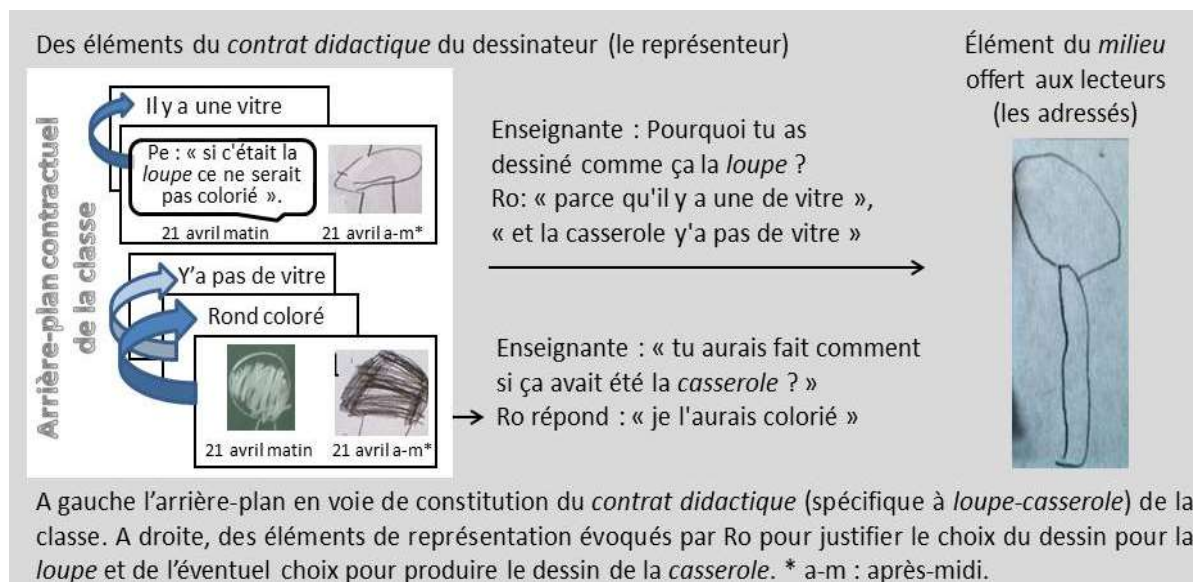 Des éléments du contrat didactique du dessinateur (le représenteur)
Élément du milieu
offert aux lecteurs
(les adressés)
Arrière-plan contractuel
de la classe
Il y a une vitre
Pe : « si c'était la
loupe ce ne serait
pas colorié ».
21 avril matin
21 avril a-m*
Y'a pas de vitre
Rond coloré
21 avril matin
21 avril a-m*
Enseignante : Pourquoi tu as
dessiné comme ça la loupe ?
Ro: « parce qu'il y a une de vitre »,
« et la casserole y'a pas de vitre »
Enseignante : « tu aurais fait comment
si ça avait été la casserole ? »
Ro répond : « je l'aurais colorié »
A gauche l'arrière-plan en voie de constitution du contrat didactique (spécifique à loupe-casserole) de la
classe. A droite, des éléments de représentation évoqués par Ro pour justifier le choix du dessin pour la
loupe et de l'éventuel choix pour produire le dessin de la casserole. * a-m : après-midi.